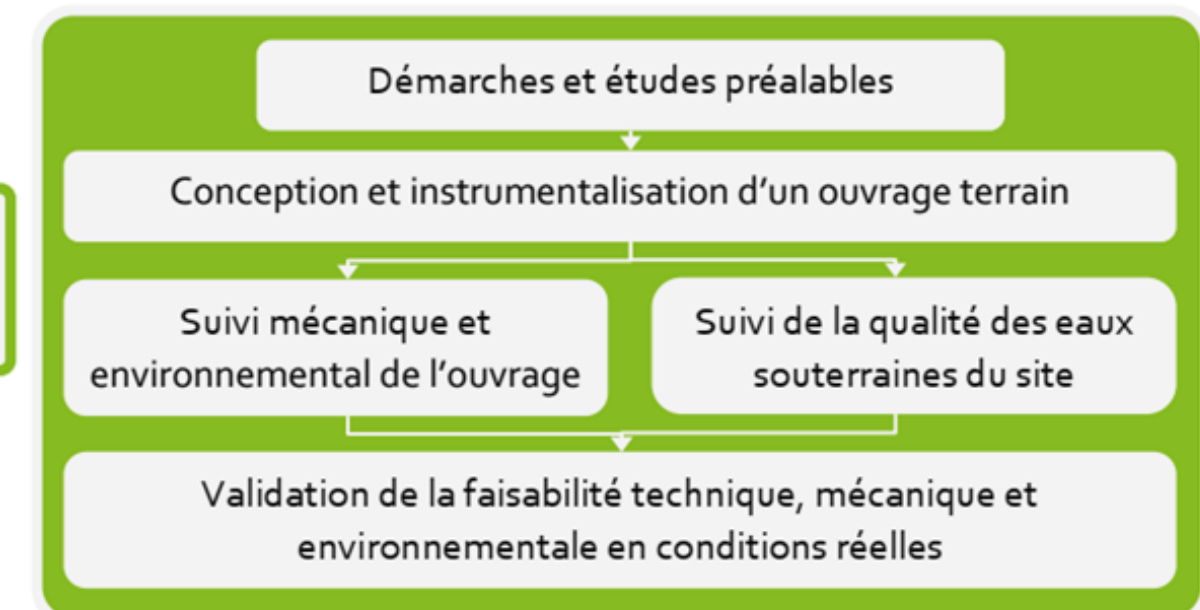 Démarches et études préalables
Conception et instrumentalisation d’un ouvrage terrain
Suivi mécanique et
environnemental de l’ouvrage
Suivi de la qualité des eaux
souterraines du site
Validation de la faisabilité technique, mécanique et
environnementale en conditions réelles